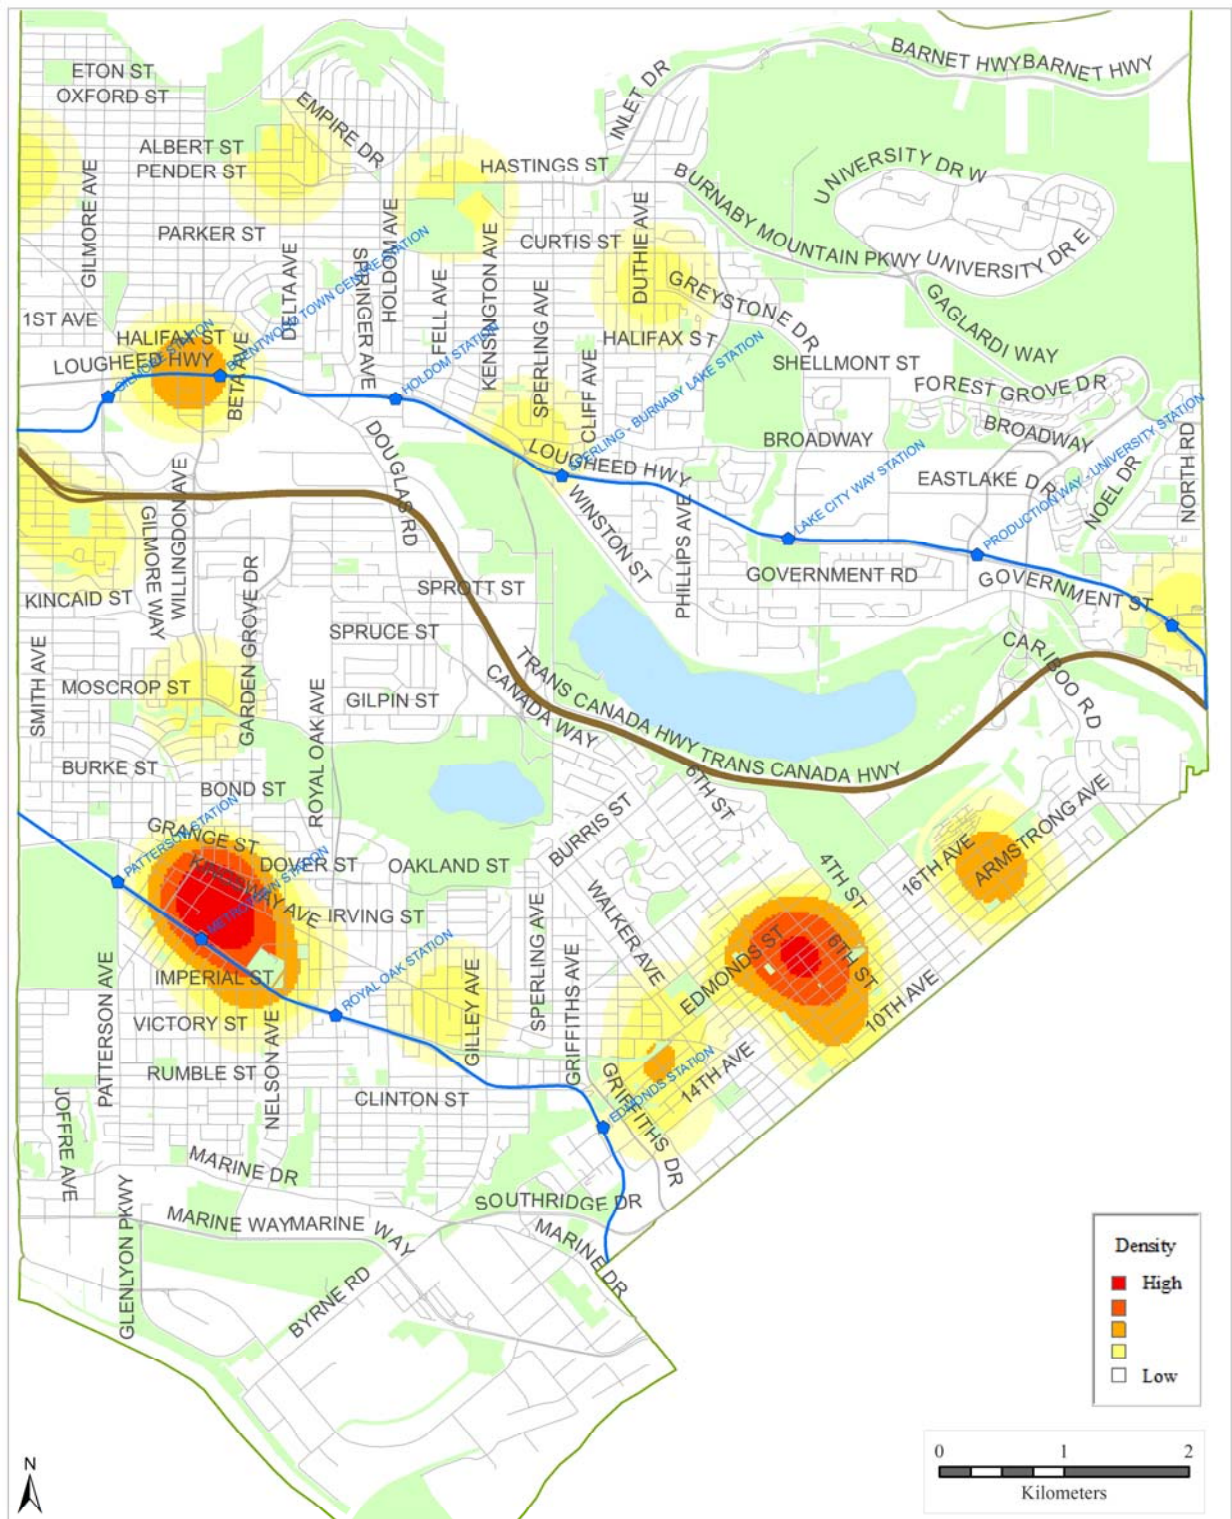 BARNET HWY BARNET HWY
ETON ST
OXFORD ST
EMPIRE DR
INLET DR
ALBERT ST
PENDER ST
HASTINGS ST
UNIVERSITY DR W
GILMORE AVE
BURNABY MOUNTAIN PKWY
UNIVERSITY DR E
PARKER ST
HOLDOM AVE
CURTIS ST
DUTHIE AVE
DELTA AVE
SPRINGER AVE
FELL AVE
KENSINGTON AVE
SPERLING AVE
GREYSTONE DR
GAGLARDI WAY
1ST AVE
HALIFAX ST
HALIFAX ST
LOUGHEED HWY
GILMORE STATION
BRENTWOOD TOWN CENTRE STATION
BETA AVE
HOLDOM STATION
CLIFF AVE
SPERLING - BURNABY LAKE STATION
SHELLMONT ST
FOREST GROVE DR
BROADWAY
BROADWAY
DOUGLAS RD
LOUGHEED HWY
LAKE CITY WAY STATION
PRODUCTION WAY - UNIVERSITY STATION
EASTLAKE DR
NOEL DR
NORTH RD
WILLINGDON AVE
GILMORE WAY
WINSTON ST
PHILLIPS AVE
GOVERNMENT RD
GOVERNMENT ST
KINCAID ST
GARDEN GROVE DR
SPROTT ST
SPRUCE ST
CARIBOO RD
SMITH AVE
MOSCROP ST
ROYAL OAK AVE
GILPIN ST
CANADA WAY
TRANS CANADA HWY TRANS CANADA HWY
BURKE ST
BOND ST
6TH ST
PATTERSON STATION
GRANGE ST
DOVER ST
OAKLAND ST
BURRIS ST
4TH ST
16TH AVE
ARMSTRONG AVE
KINGSWAY AVE
METROTOWN STATION
IRVING ST
WALKER AVE
SPERLING AVE
GRIFFITHS AVE
EDMONDS ST
6TH ST
10TH AVE
PATTERSON AVE
IMPERIAL ST
ROYAL OAK STATION
GILLEY AVE
VICTORY ST
NELSON AVE
14TH AVE
RUMBLE ST
EDMONDS STATION
GRIFFITHS DR
JOFFRE AVE
CLINTON ST
MARINE DR
SOUTHRIDGE DR
GLENLYON PKWY
MARINE WAY MARINE WAY
MARINE DR
BYRNE RD
Density
High
Low
0 1 2
Kilometers
N